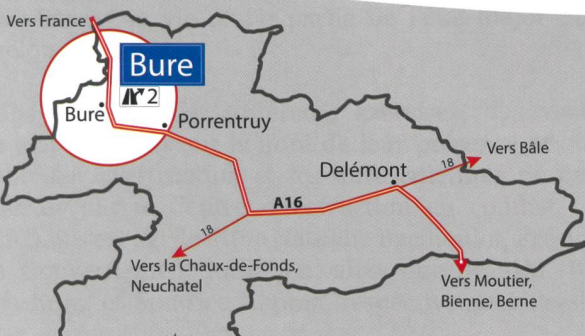 Vers France
Bure
2
Bure
Porrentruy
Delémont
18
Vers Bâle
A16
18
Vers la Chaux-de-Fonds,
Neuchatel
Vers Moutier,
Bienne, Berne